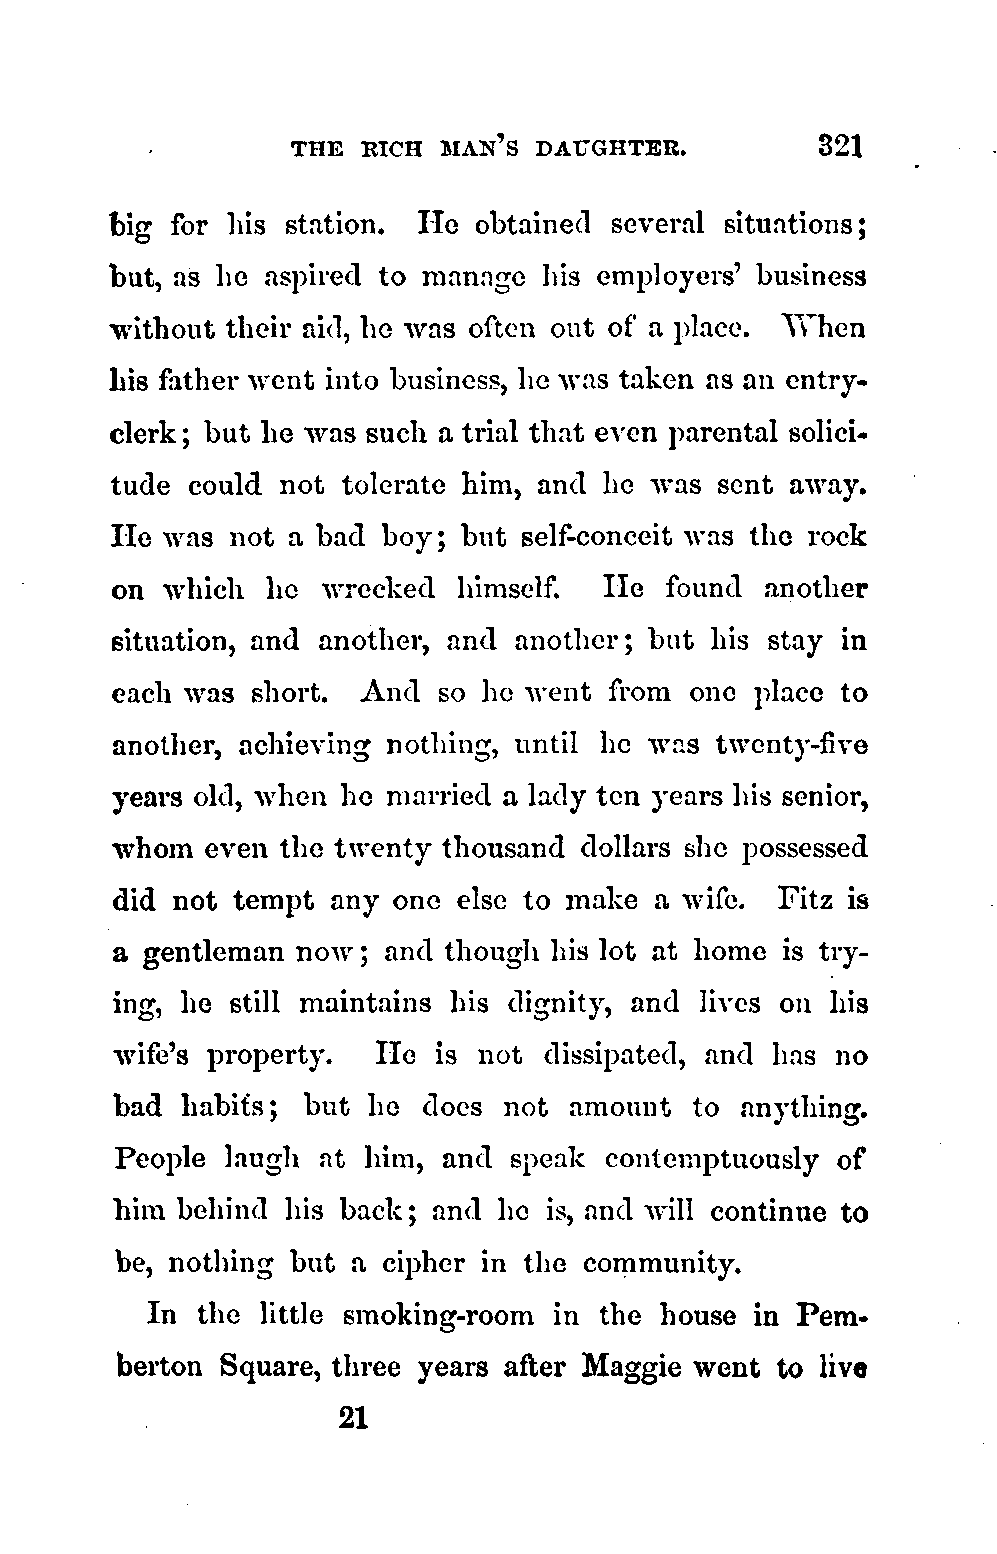 THE RICH MAN'S DAUGHTER. 321
big for his station. He obtained several situations;
but, as he aspired to manage his employers' business
without their aid, he was often out of a place. When
his father went into business, he was taken as an entry-
clerk; but he was such a trial that even parental solici-
tude could not tolerate him, and he was sent away.
He was not a bad boy; but self-conceit was the rock
on which he wrecked himself. He found another
situation, and another, and another; but his stay in
each was short. And so he went from one place to
another, achieving nothing, until he was twenty-five
years old, when he married a lady ten years his senior,
whom even the twenty thousand dollars she possessed
did not tempt any one else to make a wife. Fitz is
a gentleman now; and though his lot at home is try-
ing, he still maintains his dignity, and lives on his
wife's property. He is not dissipated, and has no
bad habits; but he does not amount to anything.
People laugh at him, and speak contemptuously of
him behind his back; and he is, and will continue to
be, nothing but a cipher in the community.
In the little smoking-room in the house in Pem-
berton Square, three years after Maggie went to live
21